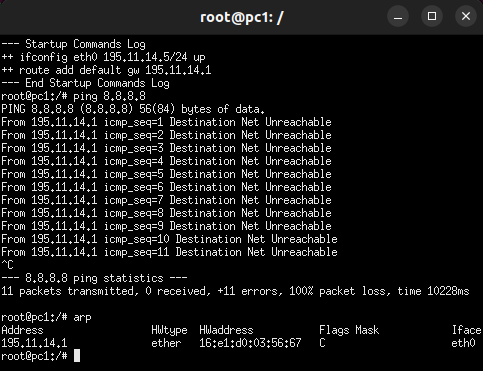 root@pc1: /
--- Startup Commands Log
++ ifconfig eth0 195.11.14.5/24 up
++ route add default gw 195.11.14.1
--- End Startup Commands Log
root@pc1:/# ping 8.8.8.8
PING 8.8.8.8 (8.8.8.8) 56(84) bytes of data.
From 195.11.14.1 icmp_seq=1 Destination Net Unreachable
From 195.11.14.1 icmp_seq=2 Destination Net Unreachable
From 195.11.14.1 icmp_seq=3 Destination Net Unreachable
From 195.11.14.1 icmp_seq=4 Destination Net Unreachable
From 195.11.14.1 icmp_seq=5 Destination Net Unreachable
From 195.11.14.1 icmp_seq=6 Destination Net Unreachable
From 195.11.14.1 icmp_seq=7 Destination Net Unreachable
From 195.11.14.1 icmp_seq=8 Destination Net Unreachable
From 195.11.14.1 icmp_seq=9 Destination Net Unreachable
From 195.11.14.1 icmp_seq=10 Destination Net Unreachable
From 195.11.14.1 icmp_seq=11 Destination Net Unreachable
^C
--- 8.8.8.8 ping statistics ---
11 packets transmitted, 0 received, +11 errors, 100% packet loss, time 10228ms
root@pc1:/# arp
Address HWtype HWaddress Flags Mask Iface
195.11.14.1 ether 16:e1:d0:03:56:67 C eth0
root@pc1:/#